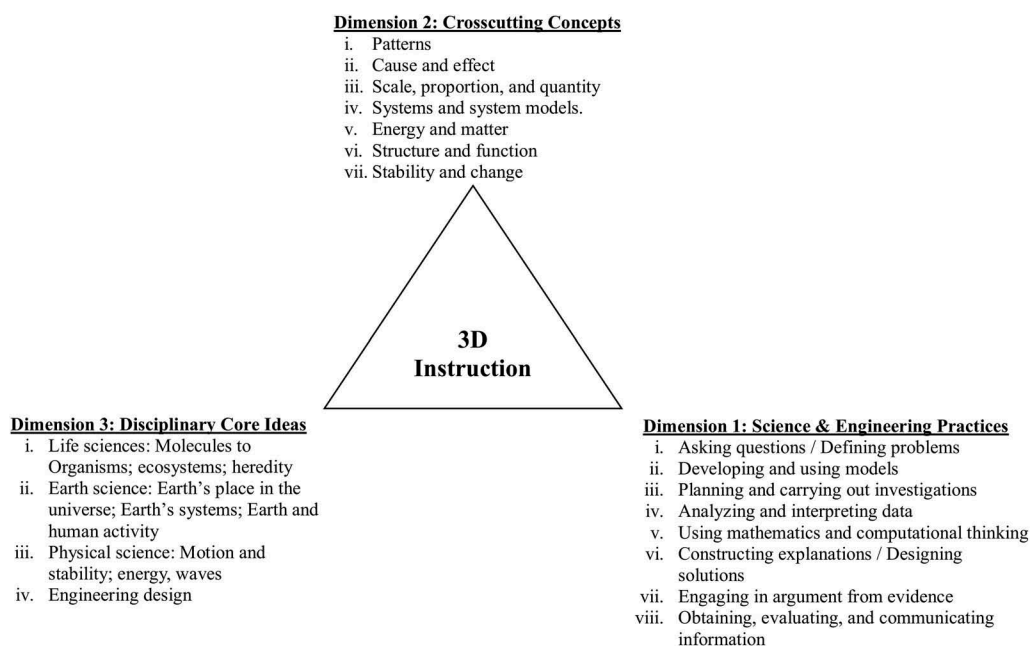 Dimension 2: Crosscutting Concepts
i. Patterns
ii. Cause and effect
iii. Scale, proportion, and quantity
iv. Systems and system models.
v. Energy and matter
vi. Structure and function
vii. Stability and change
3D
Instruction
Dimension 3: Disciplinary Core Ideas
i. Life sciences: Molecules to
Organisms; ecosystems; heredity
ii. Earth science: Earth's place in the
universe; Earth's systems; Earth and
human activity
iii. Physical science: Motion and
stability; energy, waves
iv. Engineering design
Dimension 1: Science & Engineering Practices
i. Asking questions / Defining problems
ii. Developing and using models
iii. Planning and carrying out investigations
iv. Analyzing and interpreting data
v. Using mathematics and computational thinking
vi. Constructing explanations / Designing
solutions
vii. Engaging in argument from evidence
viii. Obtaining, evaluating, and communicating
information